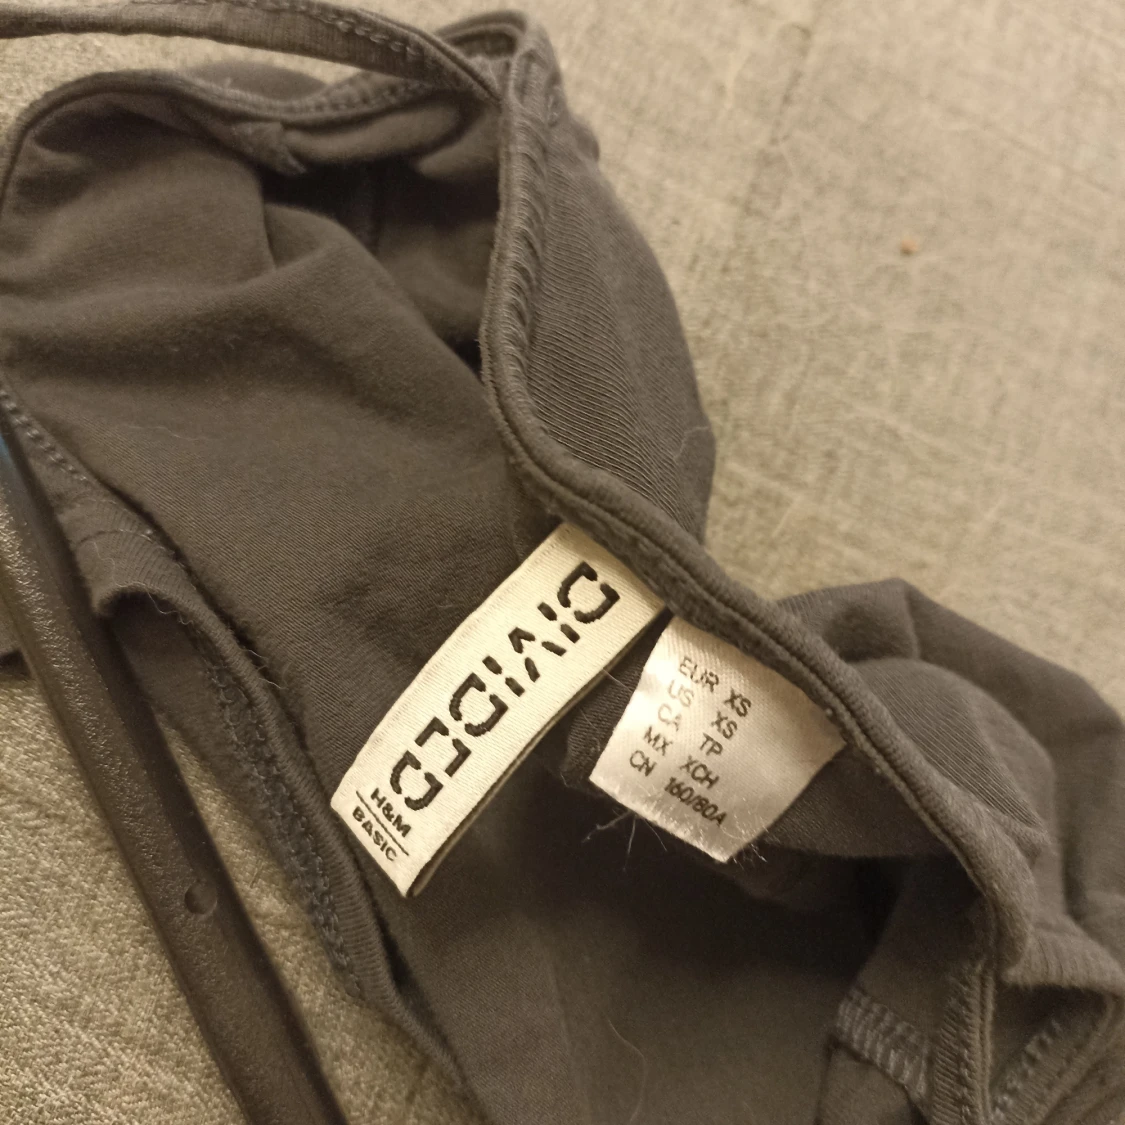 DIVIDED
H&M
BASIC
EUR XS
US XS
CA TP
MX XCH
CN 160/80A